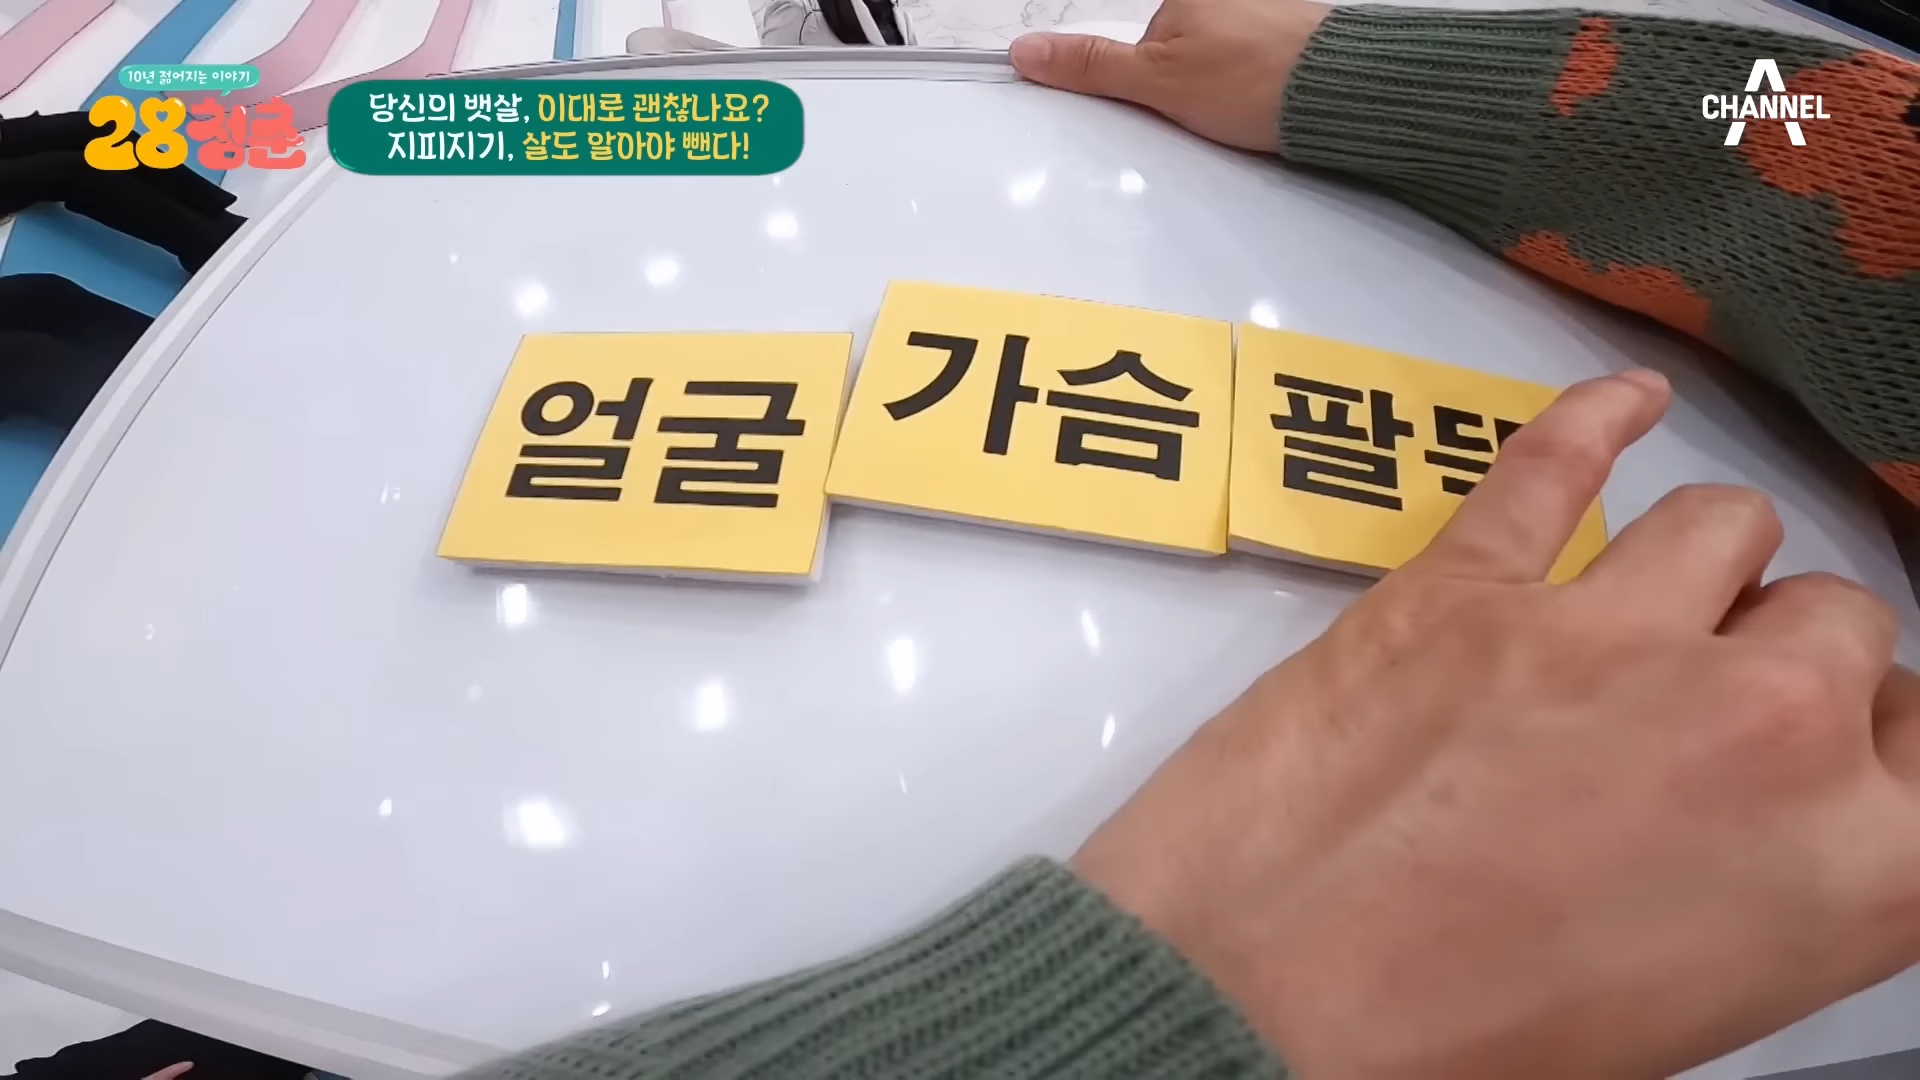 10년 젊어지는 이야기
28청춘
당신의 뱃살, 이대로 괜찮나요?
지피지기, 살도 알아야 뺀다!
CHANNEL A
얼굴
가슴